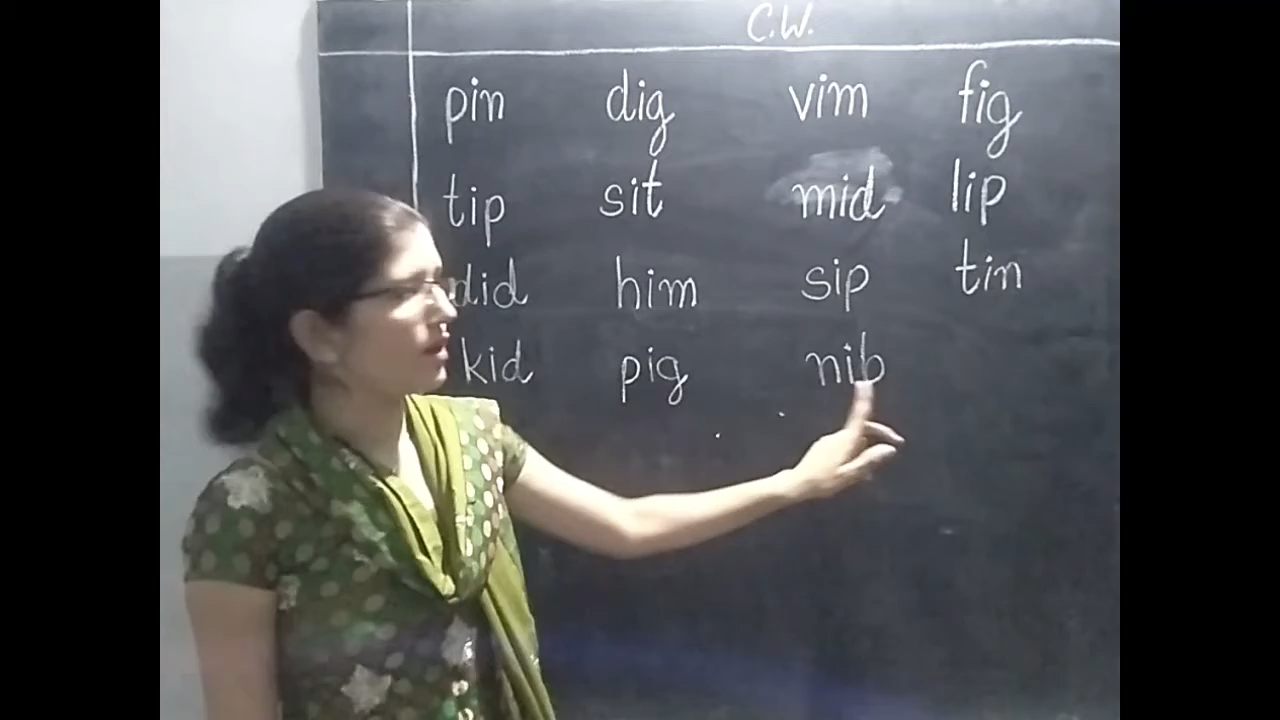 C.W.
pin dig vim fig
tip sit mid lip
did him sip tin
kid pig nib